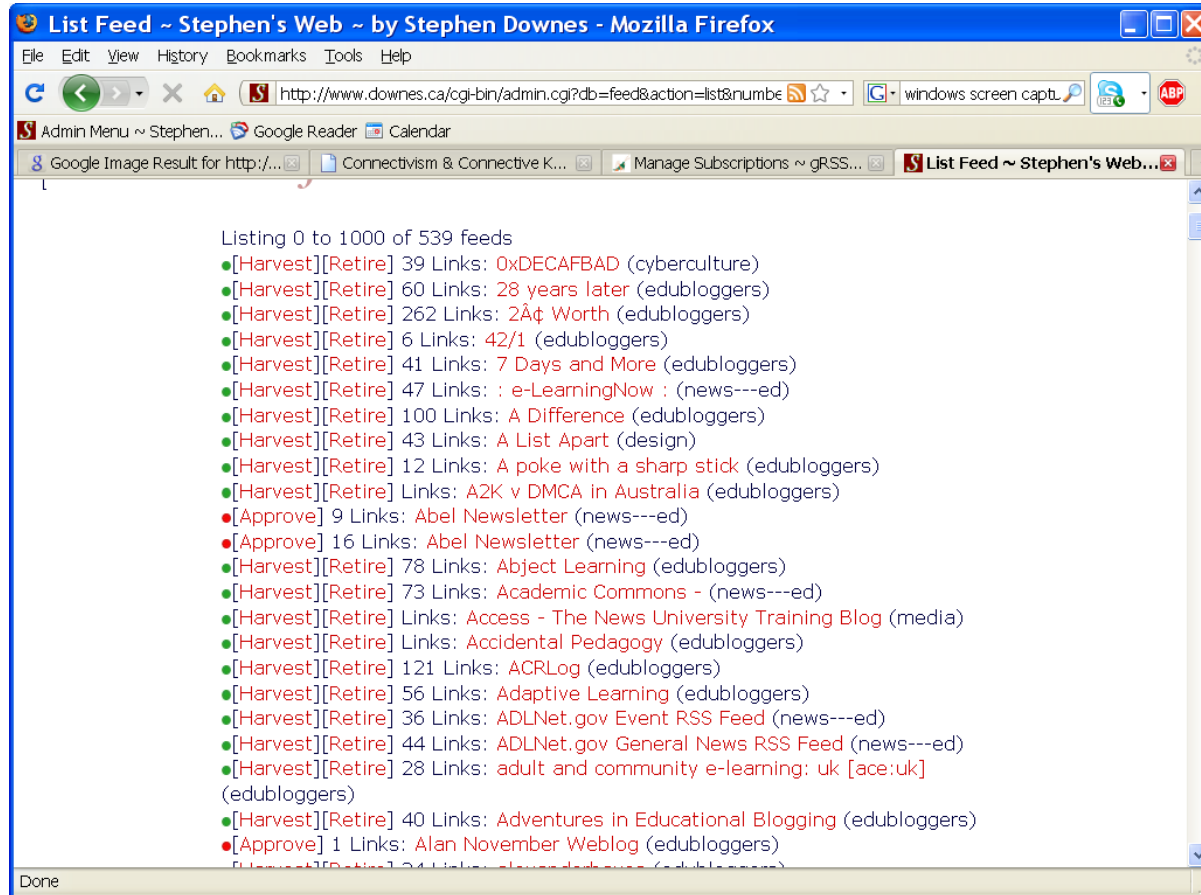 List Feed ~ Stephen's Web ~ by Stephen Downes - Mozilla Firefox
File Edit View History Bookmarks Tools Help
http://www.downes.ca/cgi-bin/admin.cgi?db=feed&action=list&numbe G windows screen captu 123 ABP
S Admin Menu ~ Stephen... Google Reader Calendar
Google Image Result for http:/... Connectivism & Connective K... Manage Subscriptions ~ gRSS... List Feed ~ Stephen's Web...
Listing 0 to 1000 of 539 feeds
[Harvest][Retire] 39 Links: 0xDECAFBAD (cyberculture)
[Harvest][Retire] 60 Links: 28 years later (edubloggers)
[Harvest][Retire] 262 Links: 2Â¢ Worth (edubloggers)
[Harvest][Retire] 6 Links: 42/1 (edubloggers)
[Harvest][Retire] 41 Links: 7 Days and More (edubloggers)
[Harvest][Retire] 47 Links: : e-LearningNow : (news---ed)
[Harvest][Retire] 100 Links: A Difference (edubloggers)
[Harvest][Retire] 43 Links: A List Apart (design)
[Harvest][Retire] 12 Links: A poke with a sharp stick (edubloggers)
[Harvest][Retire] Links: A2K v DMCA in Australia (edubloggers)
[Approve] 9 Links: Abel Newsletter (news---ed)
[Approve] 16 Links: Abel Newsletter (news---ed)
[Harvest][Retire] 78 Links: Abject Learning (edubloggers)
[Harvest][Retire] 73 Links: Academic Commons - (news---ed)
[Harvest][Retire] Links: Access - The News University Training Blog (media)
[Harvest][Retire] Links: Accidental Pedagogy (edubloggers)
[Harvest][Retire] 121 Links: ACRLog (edubloggers)
[Harvest][Retire] 56 Links: Adaptive Learning (edubloggers)
[Harvest][Retire] 36 Links: ADLNet.gov Event RSS Feed (news---ed)
[Harvest][Retire] 44 Links: ADLNet.gov General News RSS Feed (news---ed)
[Harvest][Retire] 28 Links: adult and community e-learning: uk [ace:uk]
(edubloggers)
[Harvest][Retire] 40 Links: Adventures in Educational Blogging (edubloggers)
[Approve] 1 Links: Alan November Weblog (edubloggers)
Done